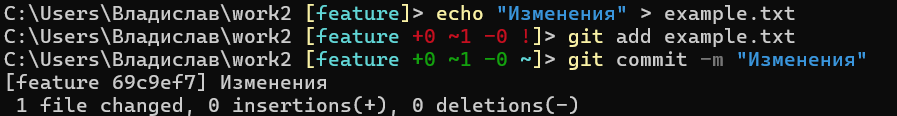 C:\Users\Владислав\work2 [feature]> echo "Изменения" > example.txt
C:\Users\Владислав\work2 [feature +0 ~1 -0 !]> git add example.txt
C:\Users\Владислав\work2 [feature +0 ~1 -0 ~]> git commit -m "Изменения"
[feature 69c9ef7] Изменения
 1 file changed, 0 insertions(+), 0 deletions(-)